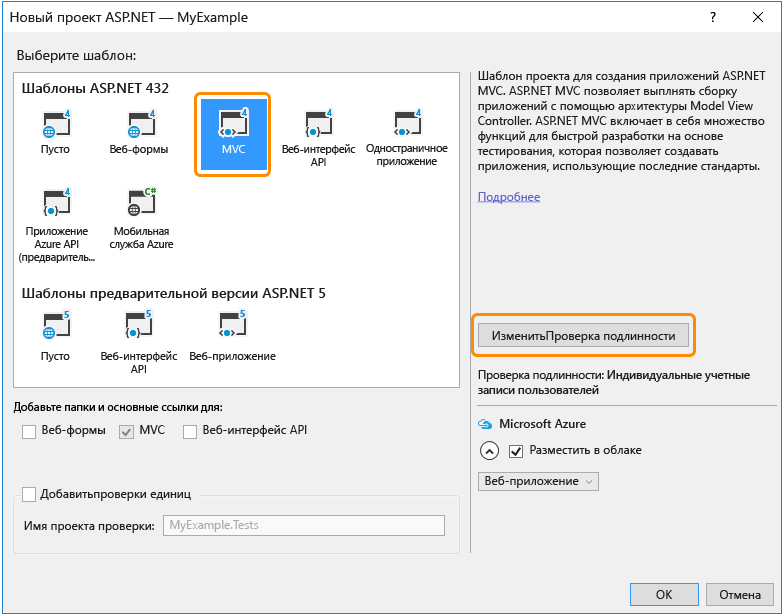 Новый проект ASP.NET — MyExample
?
Выберите шаблон:
Шаблоны ASP.NET 432
4
Пусто
4
Веб-формы
4
MVC
4
Веб-интерфейс
API
4
Одностраничное
приложение
4
Приложение
Azure API
(предваритель...
C#
Мобильная
служба Azure
Шаблоны предварительной версии ASP.NET 5
5
Пусто
5
Веб-интерфейс
API
5
Веб-приложение
Добавьте папки и основные ссылки для:
Веб-формы
MVC
Веб-интерфейс API
Добавитьпроверки единиц
Имя проекта проверки:
MyExample.Tests
Шаблон проекта для создания приложений ASP.NET
MVC. ASP.NET MVC позволяет выплнять сборку
приложений с помощью архитектуры Model View
Controller. ASP.NET MVC включает в себя множество
функций для быстрой разработки на основе
тестирования, которая позволяет создавать
приложения, использующие последние стандарты.
Подробнее
ИзменитьПроверка подлинности
Проверка подлинности: Индивидуальные учетные
записи пользователей
Microsoft Azure
Разместить в облаке
Веб-приложение
ОК
Отмена